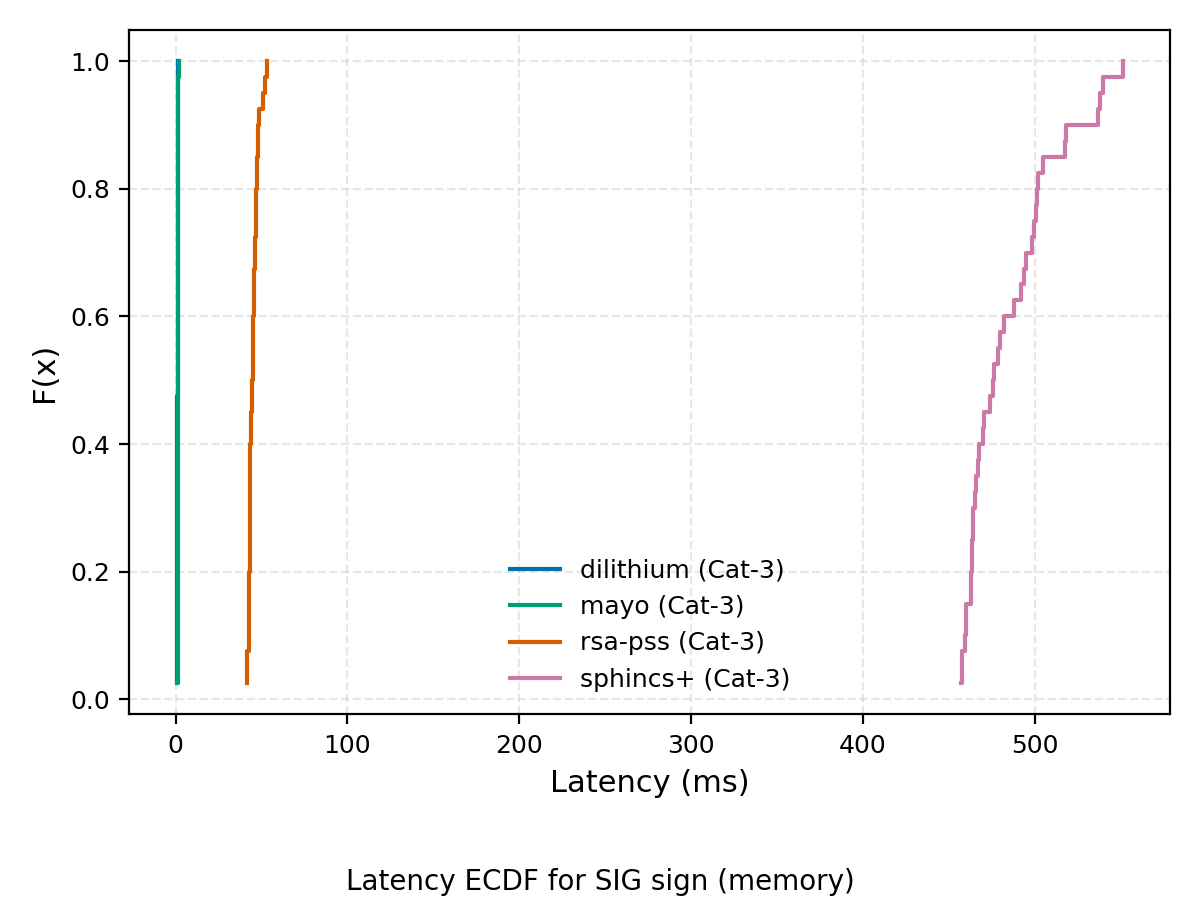 1.0
0.8
0.6
0.4
0.2
0.0
F(x)
dilithium (Cat-3)
mayo (Cat-3)
rsa-pss (Cat-3)
sphincs+ (Cat-3)
0 100 200 300 400 500
Latency (ms)
Latency ECDF for SIG sign (memory)